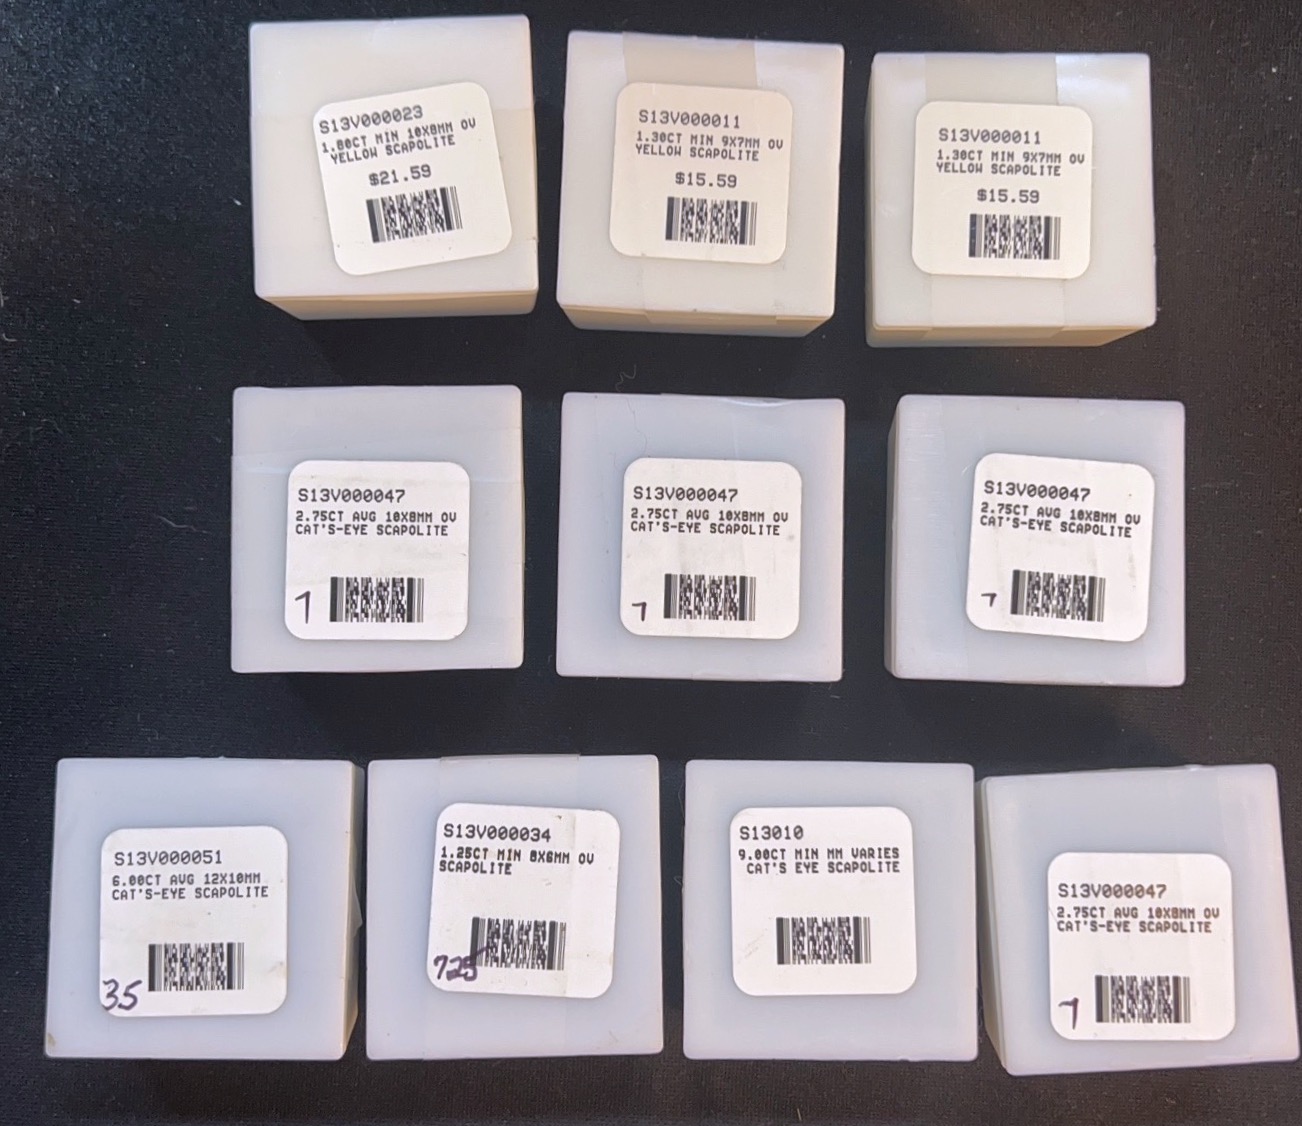 S13V000023
1.80CT MIN 10X8MM OV
YELLOW SCAPOLITE
$21.59
S13V000011
1.30CT MIN 9X7MM OV
YELLOW SCAPOLITE
$15.59
S13V000011
1.30CT MIN 9X7MM OV
YELLOW SCAPOLITE
$15.59
S13V000047
2.75CT AVG 10X8MM OV
CAT'S-EYE SCAPOLITE
7
S13V000047
2.75CT AVG 10X8MM OV
CAT'S-EYE SCAPOLITE
7
S13V000047
2.75CT AVG 10X8MM OV
CAT'S-EYE SCAPOLITE
7
S13V000051
6.00CT AVG 12X10MM
CAT'S-EYE SCAPOLITE
35
S13V000034
1.25CT MIN 8X6MM OV
SCAPOLITE
725
S13010
9.00CT MIN MM VARIES
CAT'S EYE SCAPOLITE
S13V000047
2.75CT AVG 10X8MM OV
CAT'S-EYE SCAPOLITE
7